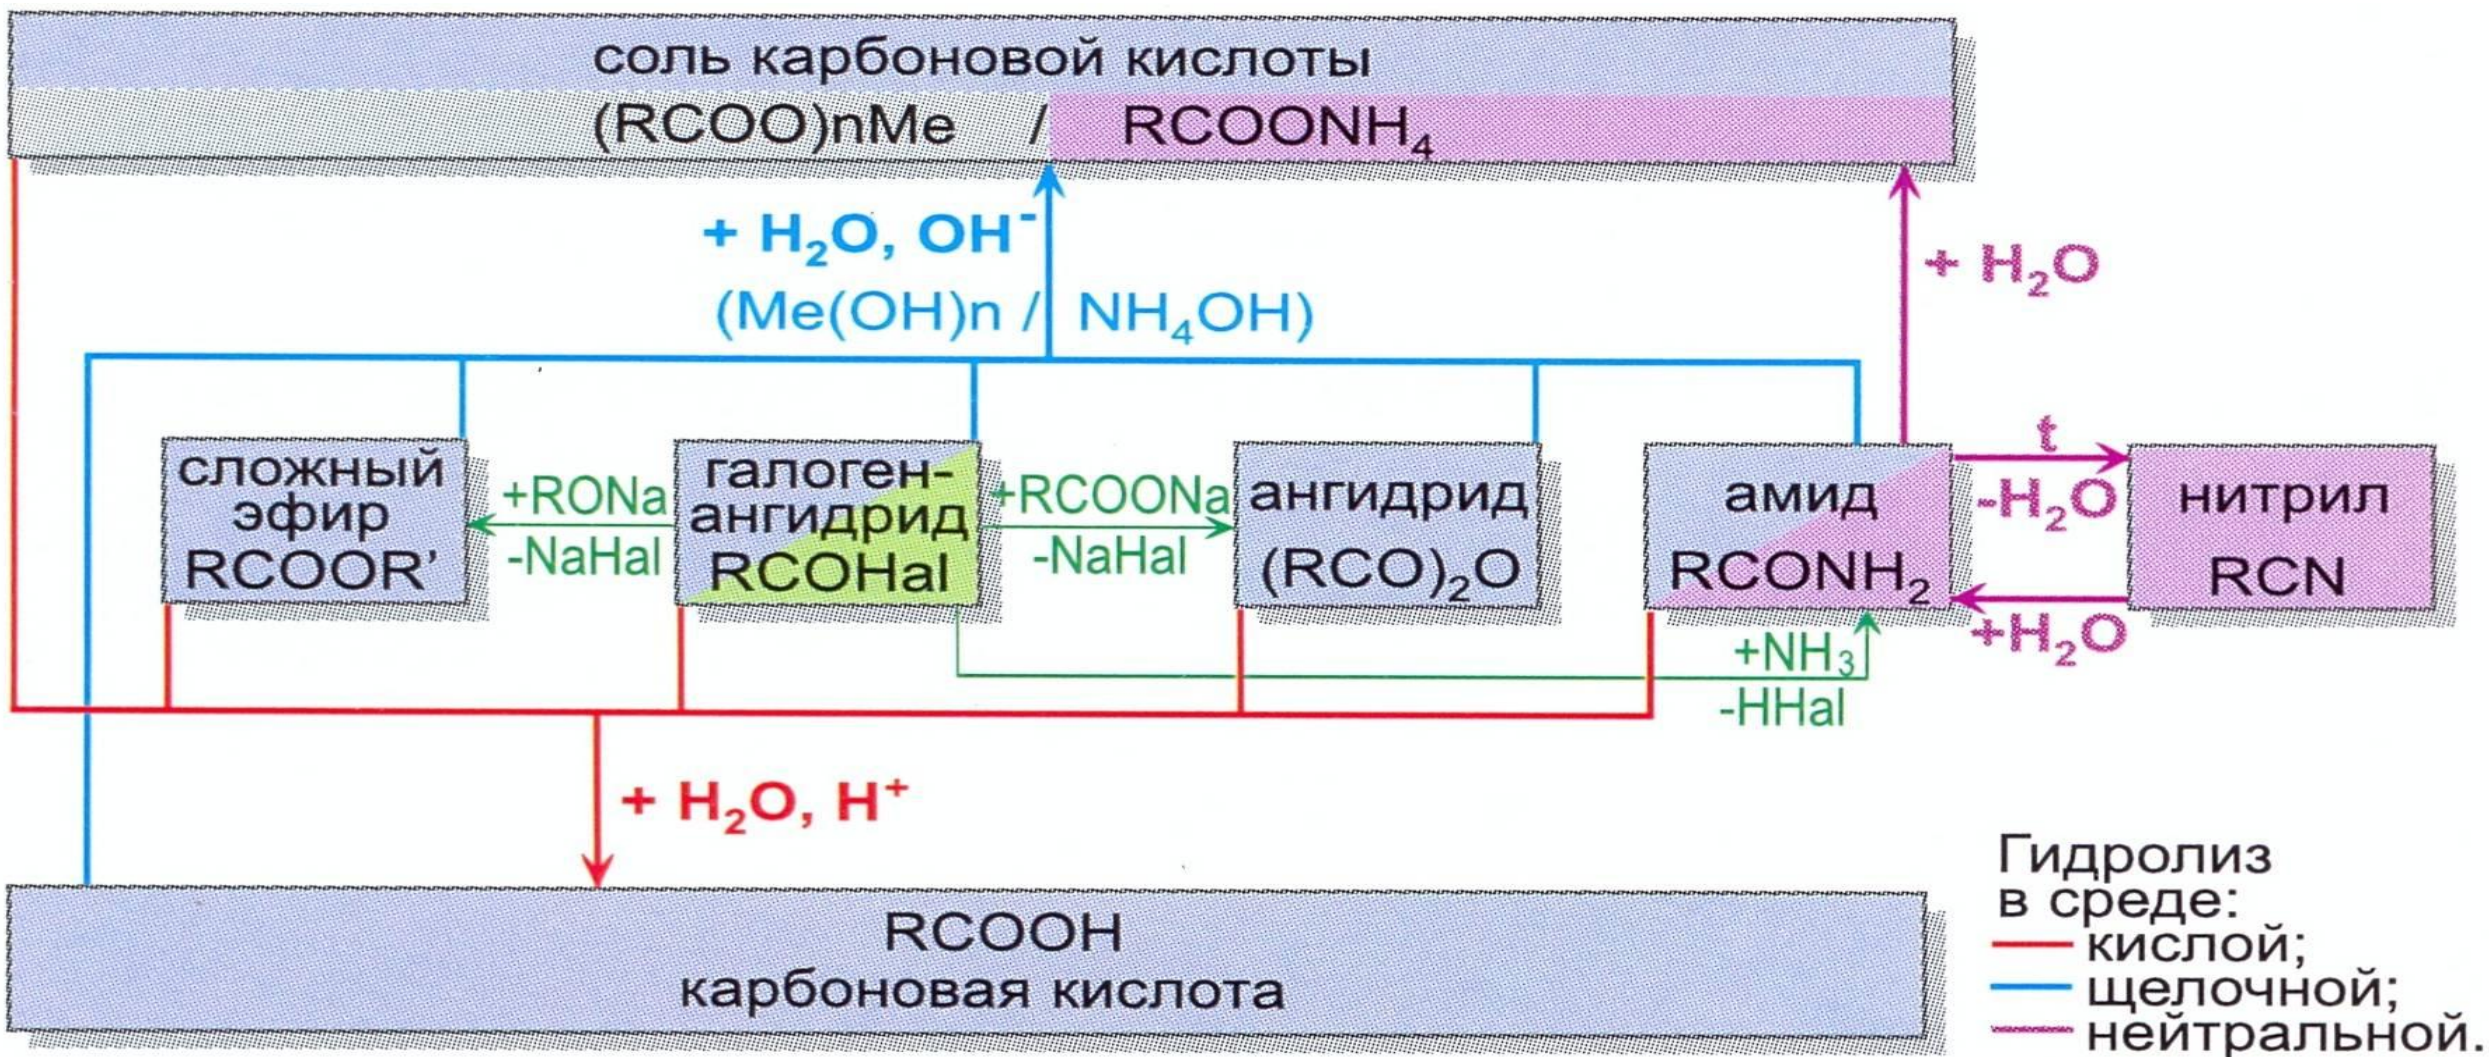 соль карбоновой кислоты
(RCOO)nMe / RCOONH₄
+ H₂O, OH⁻
(Me(OH)n / NH₄OH)
+ H₂O
сложный
эфир
RCOOR’
+RONa
-NaHal
галоген-
ангидрид
RCOHal
+RCOONa
-NaHal
ангидрид
(RCO)₂O
амид
RCONH₂
t
-H₂O
+H₂O
нитрил
RCN
+NH₃
-HHal
+ H₂O, H⁺
RCOOH
карбоновая кислота
Гидролиз
в среде:
кислой;
щелочной;
нейтральной.